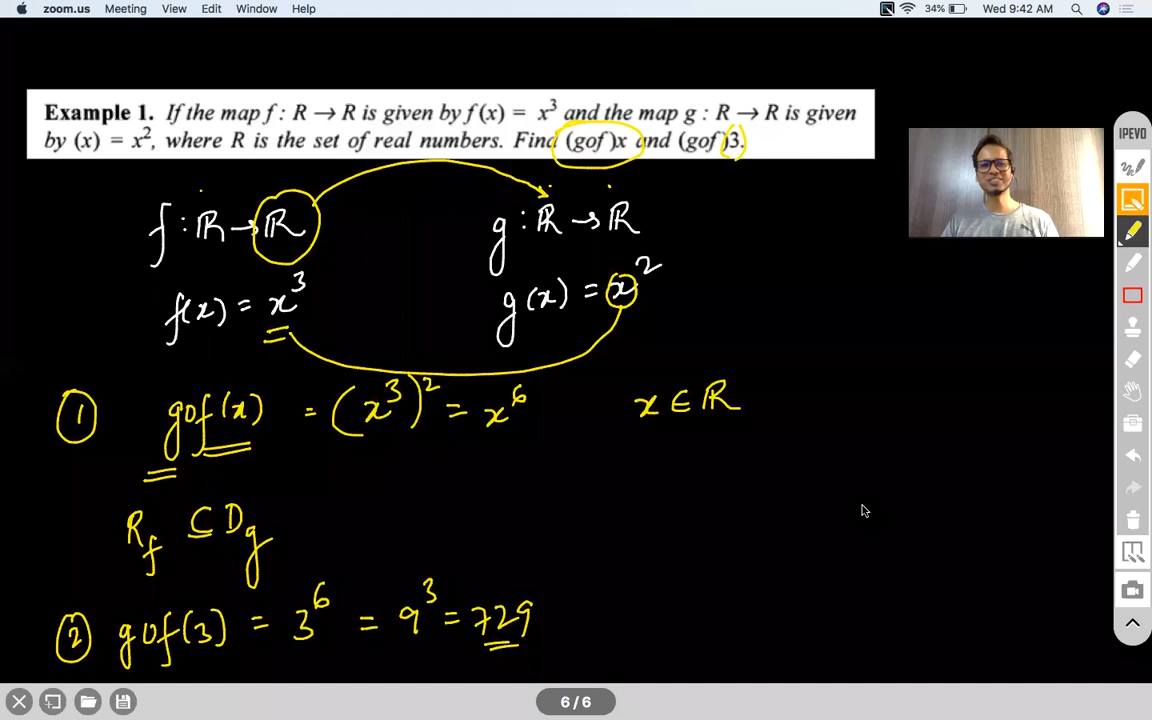 zoom.us Meeting View Edit Window Help 34% Wed 9:42 AM
Example 1. If the map f : R → R is given by f(x) = x³ and the map g : R → R is given
by (x) = x², where R is the set of real numbers. Find (gof)x and (gof)3.
IPEVO
f : ℝ → ℝ g : ℝ → ℝ
f(x) = x³ g(x) = x²
① gof(x) = (x³)² = x⁶ x ∈ ℝ
R_f ⊆ D_g
② gof(3) = 3⁶ = 9³ = 729
6/6